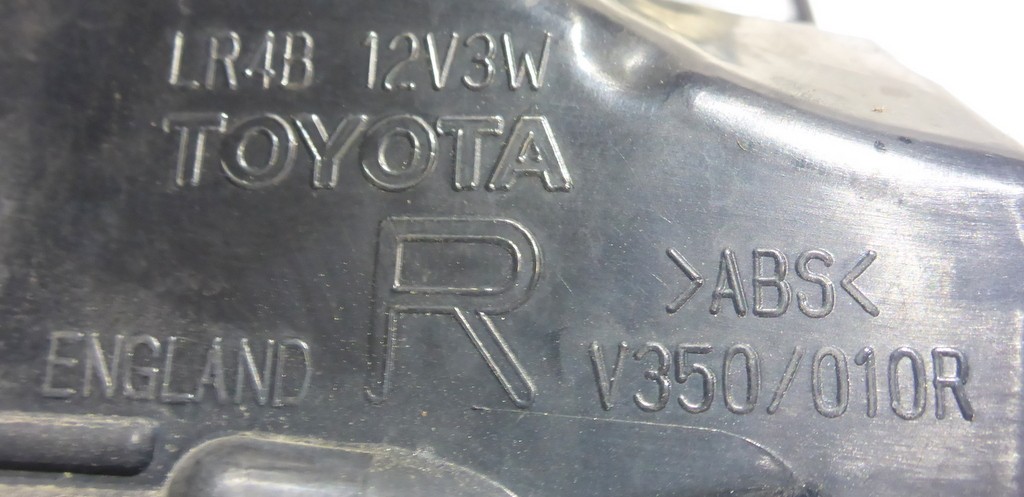 LR4B 12V3W
TOYOTA
R
>ABS<
ENGLAND
V350/010R